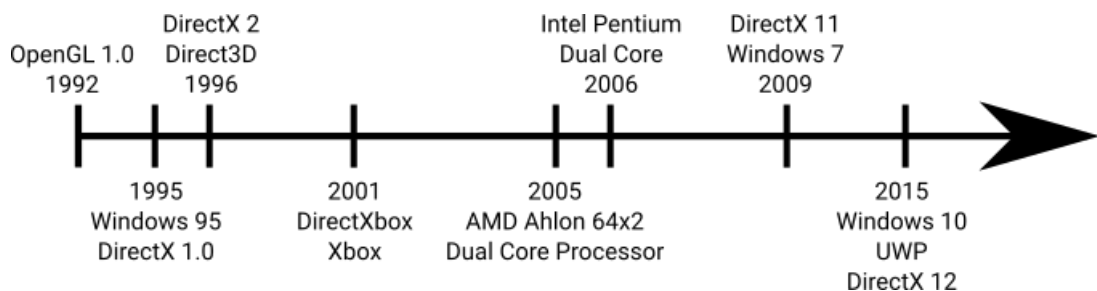 OpenGL 1.0
1992
DirectX 2
Direct3D
1996
Intel Pentium
Dual Core
2006
DirectX 11
Windows 7
2009
1995
Windows 95
DirectX 1.0
2001
DirectXbox
Xbox
2005
AMD Ahlon 64x2
Dual Core Processor
2015
Windows 10
UWP
DirectX 12